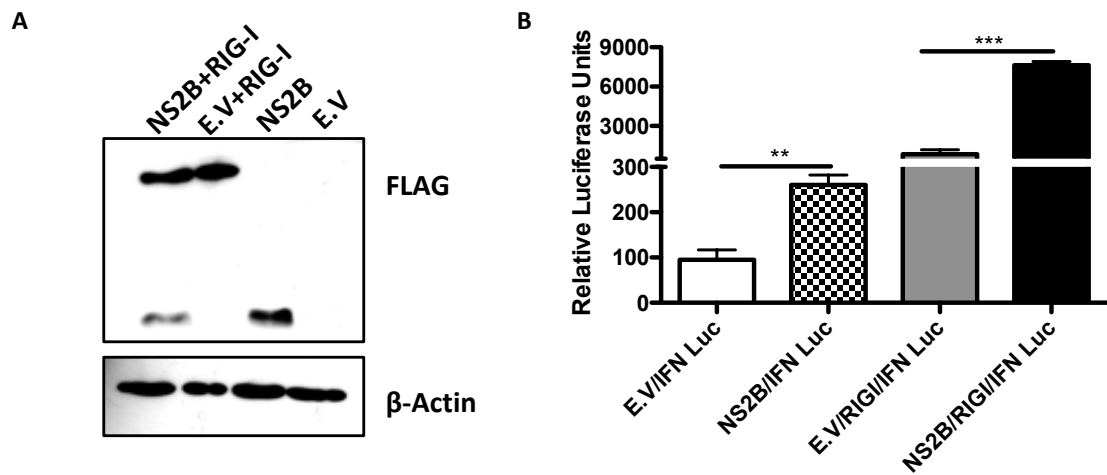 A
NS2B+RIG-I
E.V+RIG-I
NS2B
E.V
FLAG
β-Actin
B
Relative Luciferase Units
9000
6000
3000
300
200
100
0
**
***
E.V/IFN Luc
NS2B/IFN Luc
E.V/RIGI/IFN Luc
NS2B/RIGI/IFN Luc